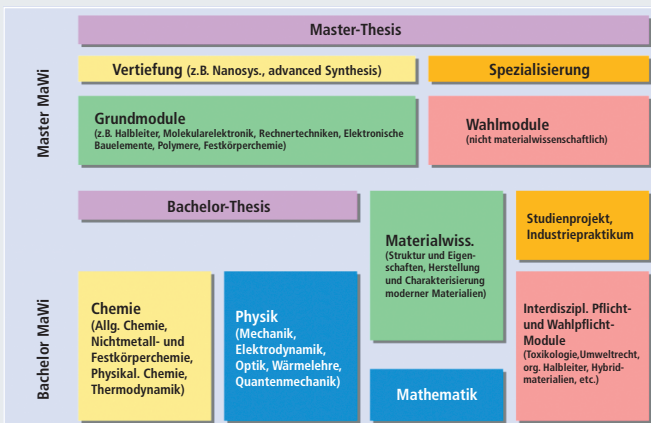 Master MaWi
Master-Thesis
Vertiefung (z.B. Nanosys., advanced Synthesis)
Spezialisierung
Grundmodule
(z.B. Halbleiter, Molekularelektronik, Rechnertechniken, Elektronische
Bauelemente, Polymere, Festkörperchemie)
Wahlmodule
(nicht materialwissenschaftlich)
Bachelor MaWi
Bachelor-Thesis
Materialwiss.
(Struktur und Eigen-
schaften, Herstellung
und Charakterisierung
moderner Materialien)
Studienprojekt,
Industriepraktikum
Chemie
(Allg. Chemie,
Nichtmetall- und
Festkörperchemie,
Physikal. Chemie,
Thermodynamik)
Physik
(Mechanik,
Elektrodynamik,
Optik, Wärmelehre,
Quantenmechanik)
Mathematik
Interdiszipl. Pflicht-
und Wahlpflicht-
Module
(Toxikologie,Umweltrecht,
org. Halbleiter, Hybrid-
materialien, etc.)